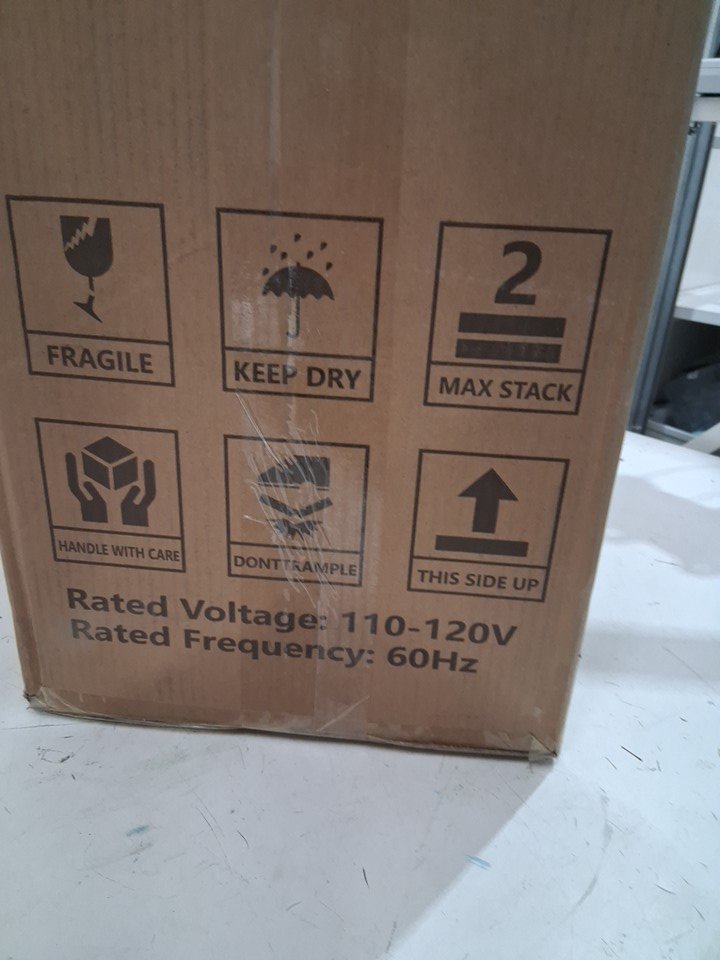 FRAGILE
KEEP DRY
2
MAX STACK
HANDLE WITH CARE
DONTTRAMPLE
THIS SIDE UP
Rated Voltage: 110-120V
Rated Frequency: 60Hz